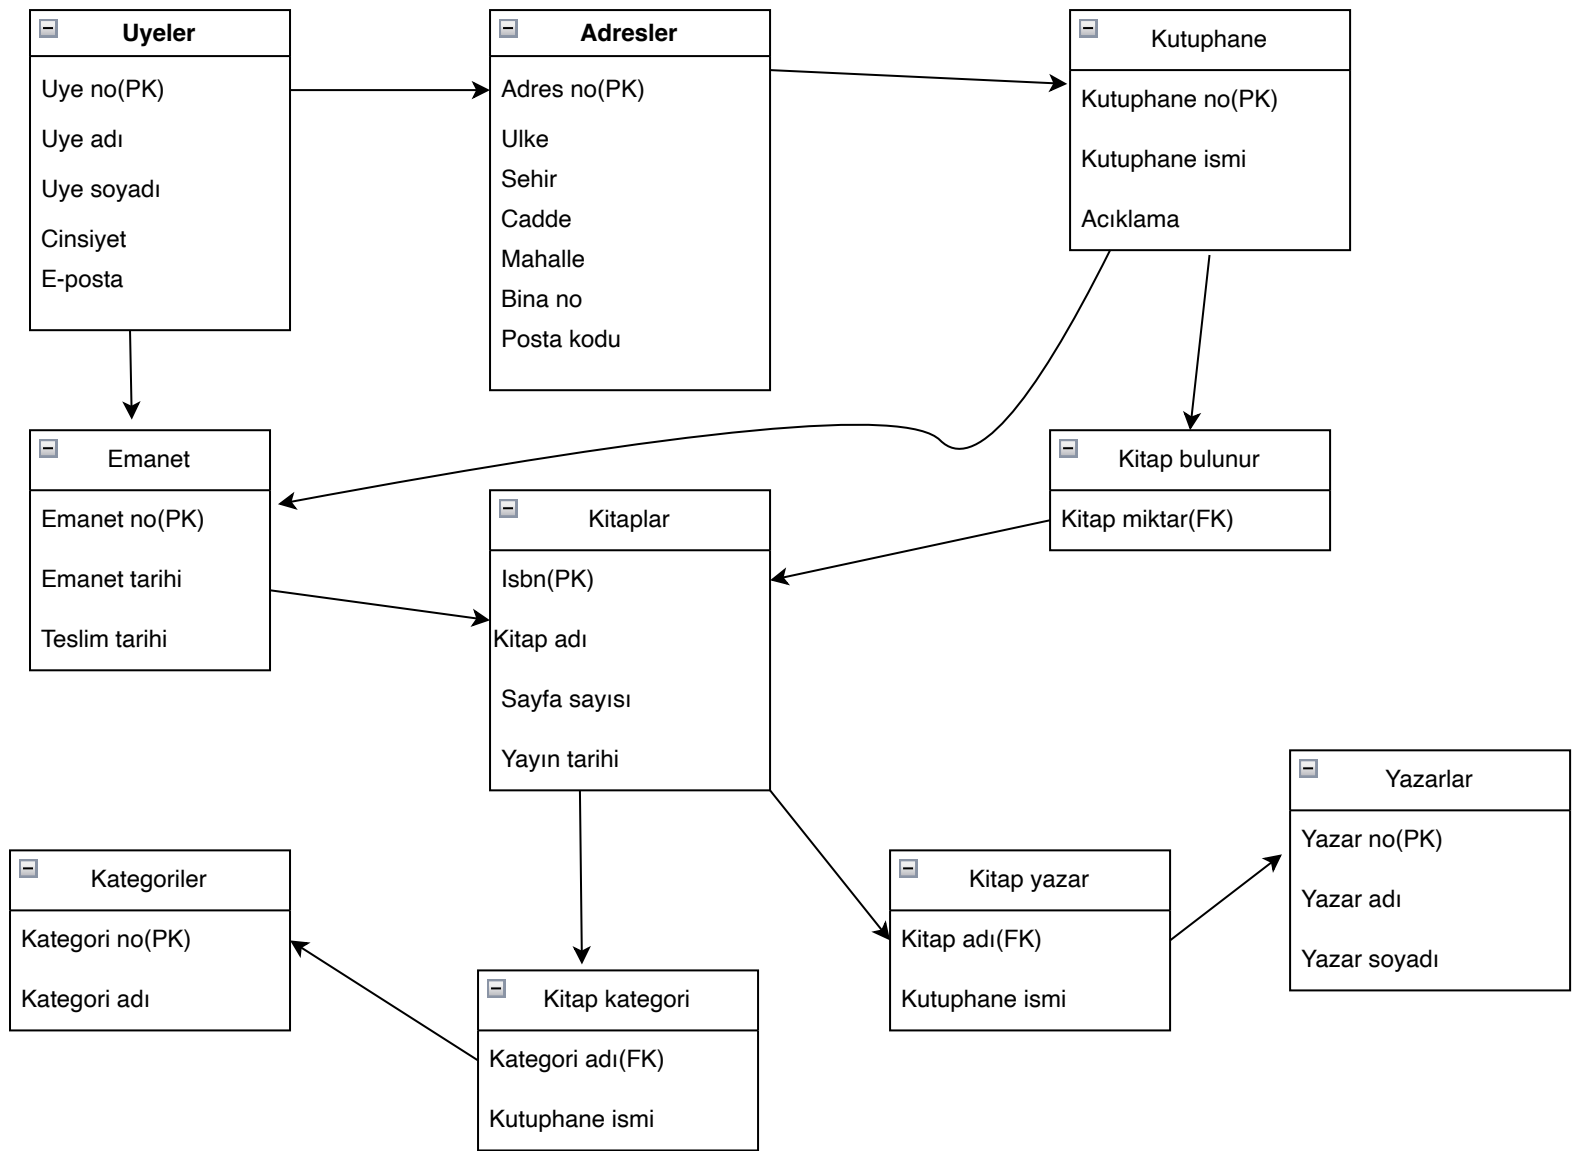 Uyeler
Uye no(PK)
Uye adı
Uye soyadı
Cinsiyet
E-posta
Adresler
Adres no(PK)
Ulke
Sehir
Cadde
Mahalle
Bina no
Posta kodu
Kutuphane
Kutuphane no(PK)
Kutuphane ismi
Acıklama
Emanet
Emanet no(PK)
Emanet tarihi
Teslim tarihi
Kitaplar
Isbn(PK)
Kitap adı
Sayfa sayısı
Yayın tarihi
Kitap bulunur
Kitap miktar(FK)
Kategoriler
Kategori no(PK)
Kategori adı
Kitap kategori
Kategori adı(FK)
Kutuphane ismi
Kitap yazar
Kitap adı(FK)
Kutuphane ismi
Yazarlar
Yazar no(PK)
Yazar adı
Yazar soyadı